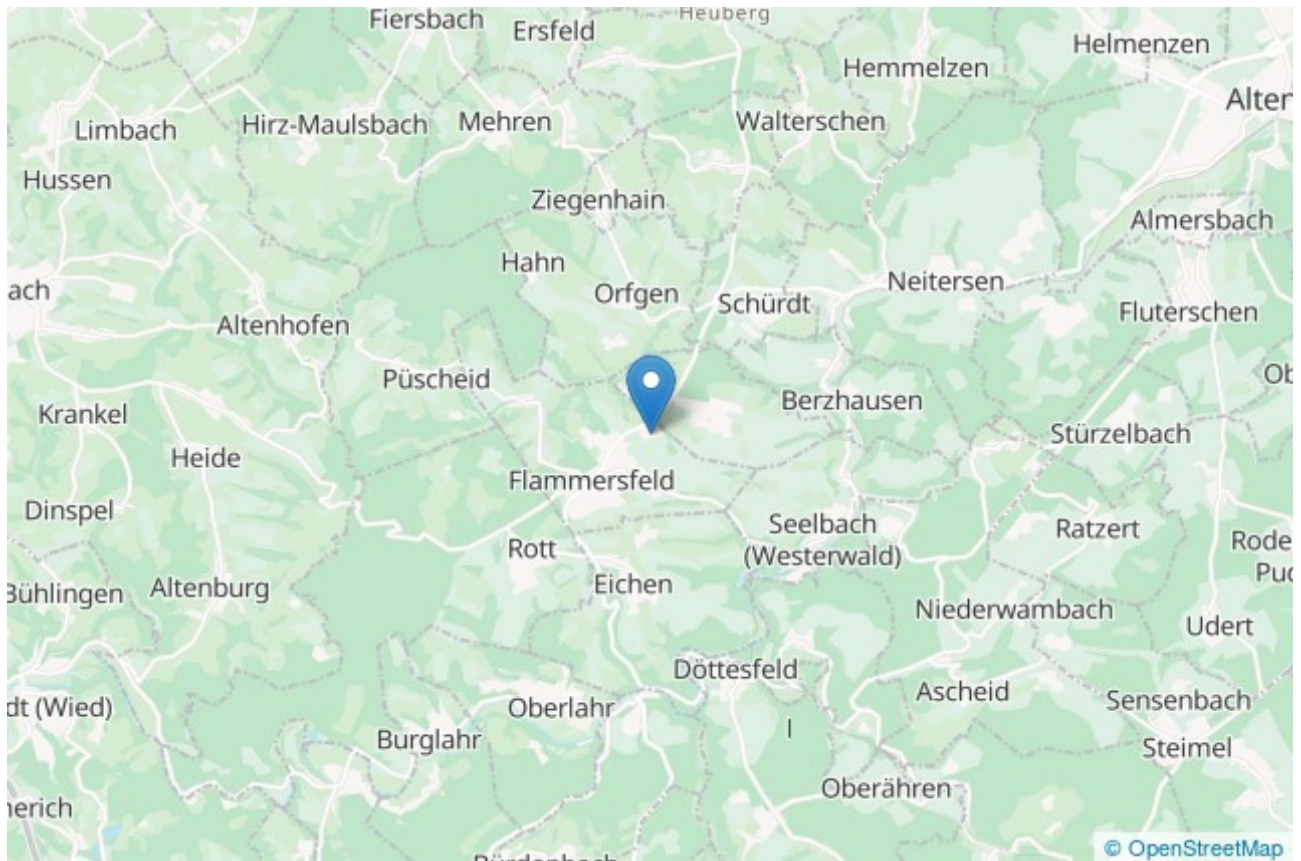 Heuberg
Fiersbach
Ersfeld
Helmenzen
Hemmelzen
Alten
Limbach
Hirz-Maulsbach
Mehren
Walterschen
Hussen
Ziegenhain
Almersbach
Hahn
Neitersen
ach
Orfgen
Schürdt
Fluterschen
Altenhofen
Püscheid
Ob
Berzhausen
Krankel
Stürzelbach
Heide
Flammersfeld
Dinspel
Seelbach
(Westerwald)
Ratzert
Rott
Rode
Puc
Eichen
Bühlingen
Altenburg
Niederwambach
Udert
Döttesfeld
Ascheid
Sensenbach
dt (Wied)
Oberlahr
Burglahr
Steimel
Oberähren
nerich
© OpenStreetMap